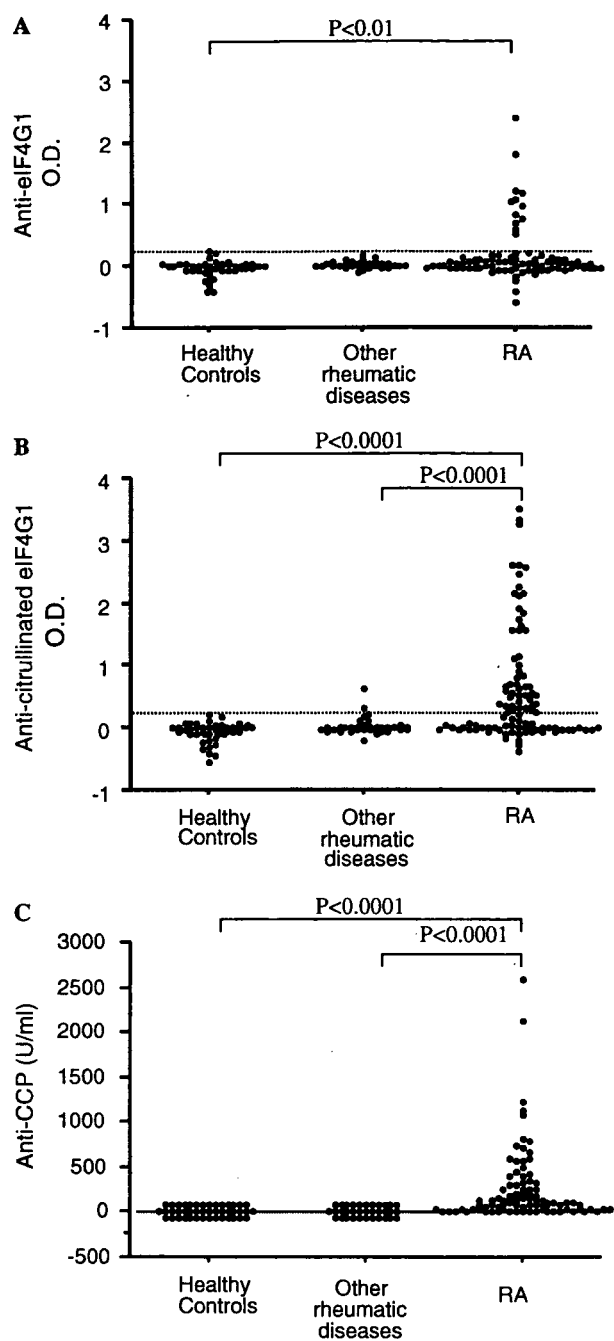 A
P<0.01
Anti-eIF4G1
O.D.
4
3
2
1
0
-1
Healthy
Controls
Other
rheumatic
diseases
RA
B
P<0.0001
P<0.0001
Anti-citrullinated eIF4G1
O.D.
4
3
2
1
0
-1
Healthy
Controls
Other
rheumatic
diseases
RA
C
P<0.0001
P<0.0001
Anti-CCP (U/ml)
3000
2500
2000
1500
1000
500
0
-500
Healthy
Controls
Other
rheumatic
diseases
RA